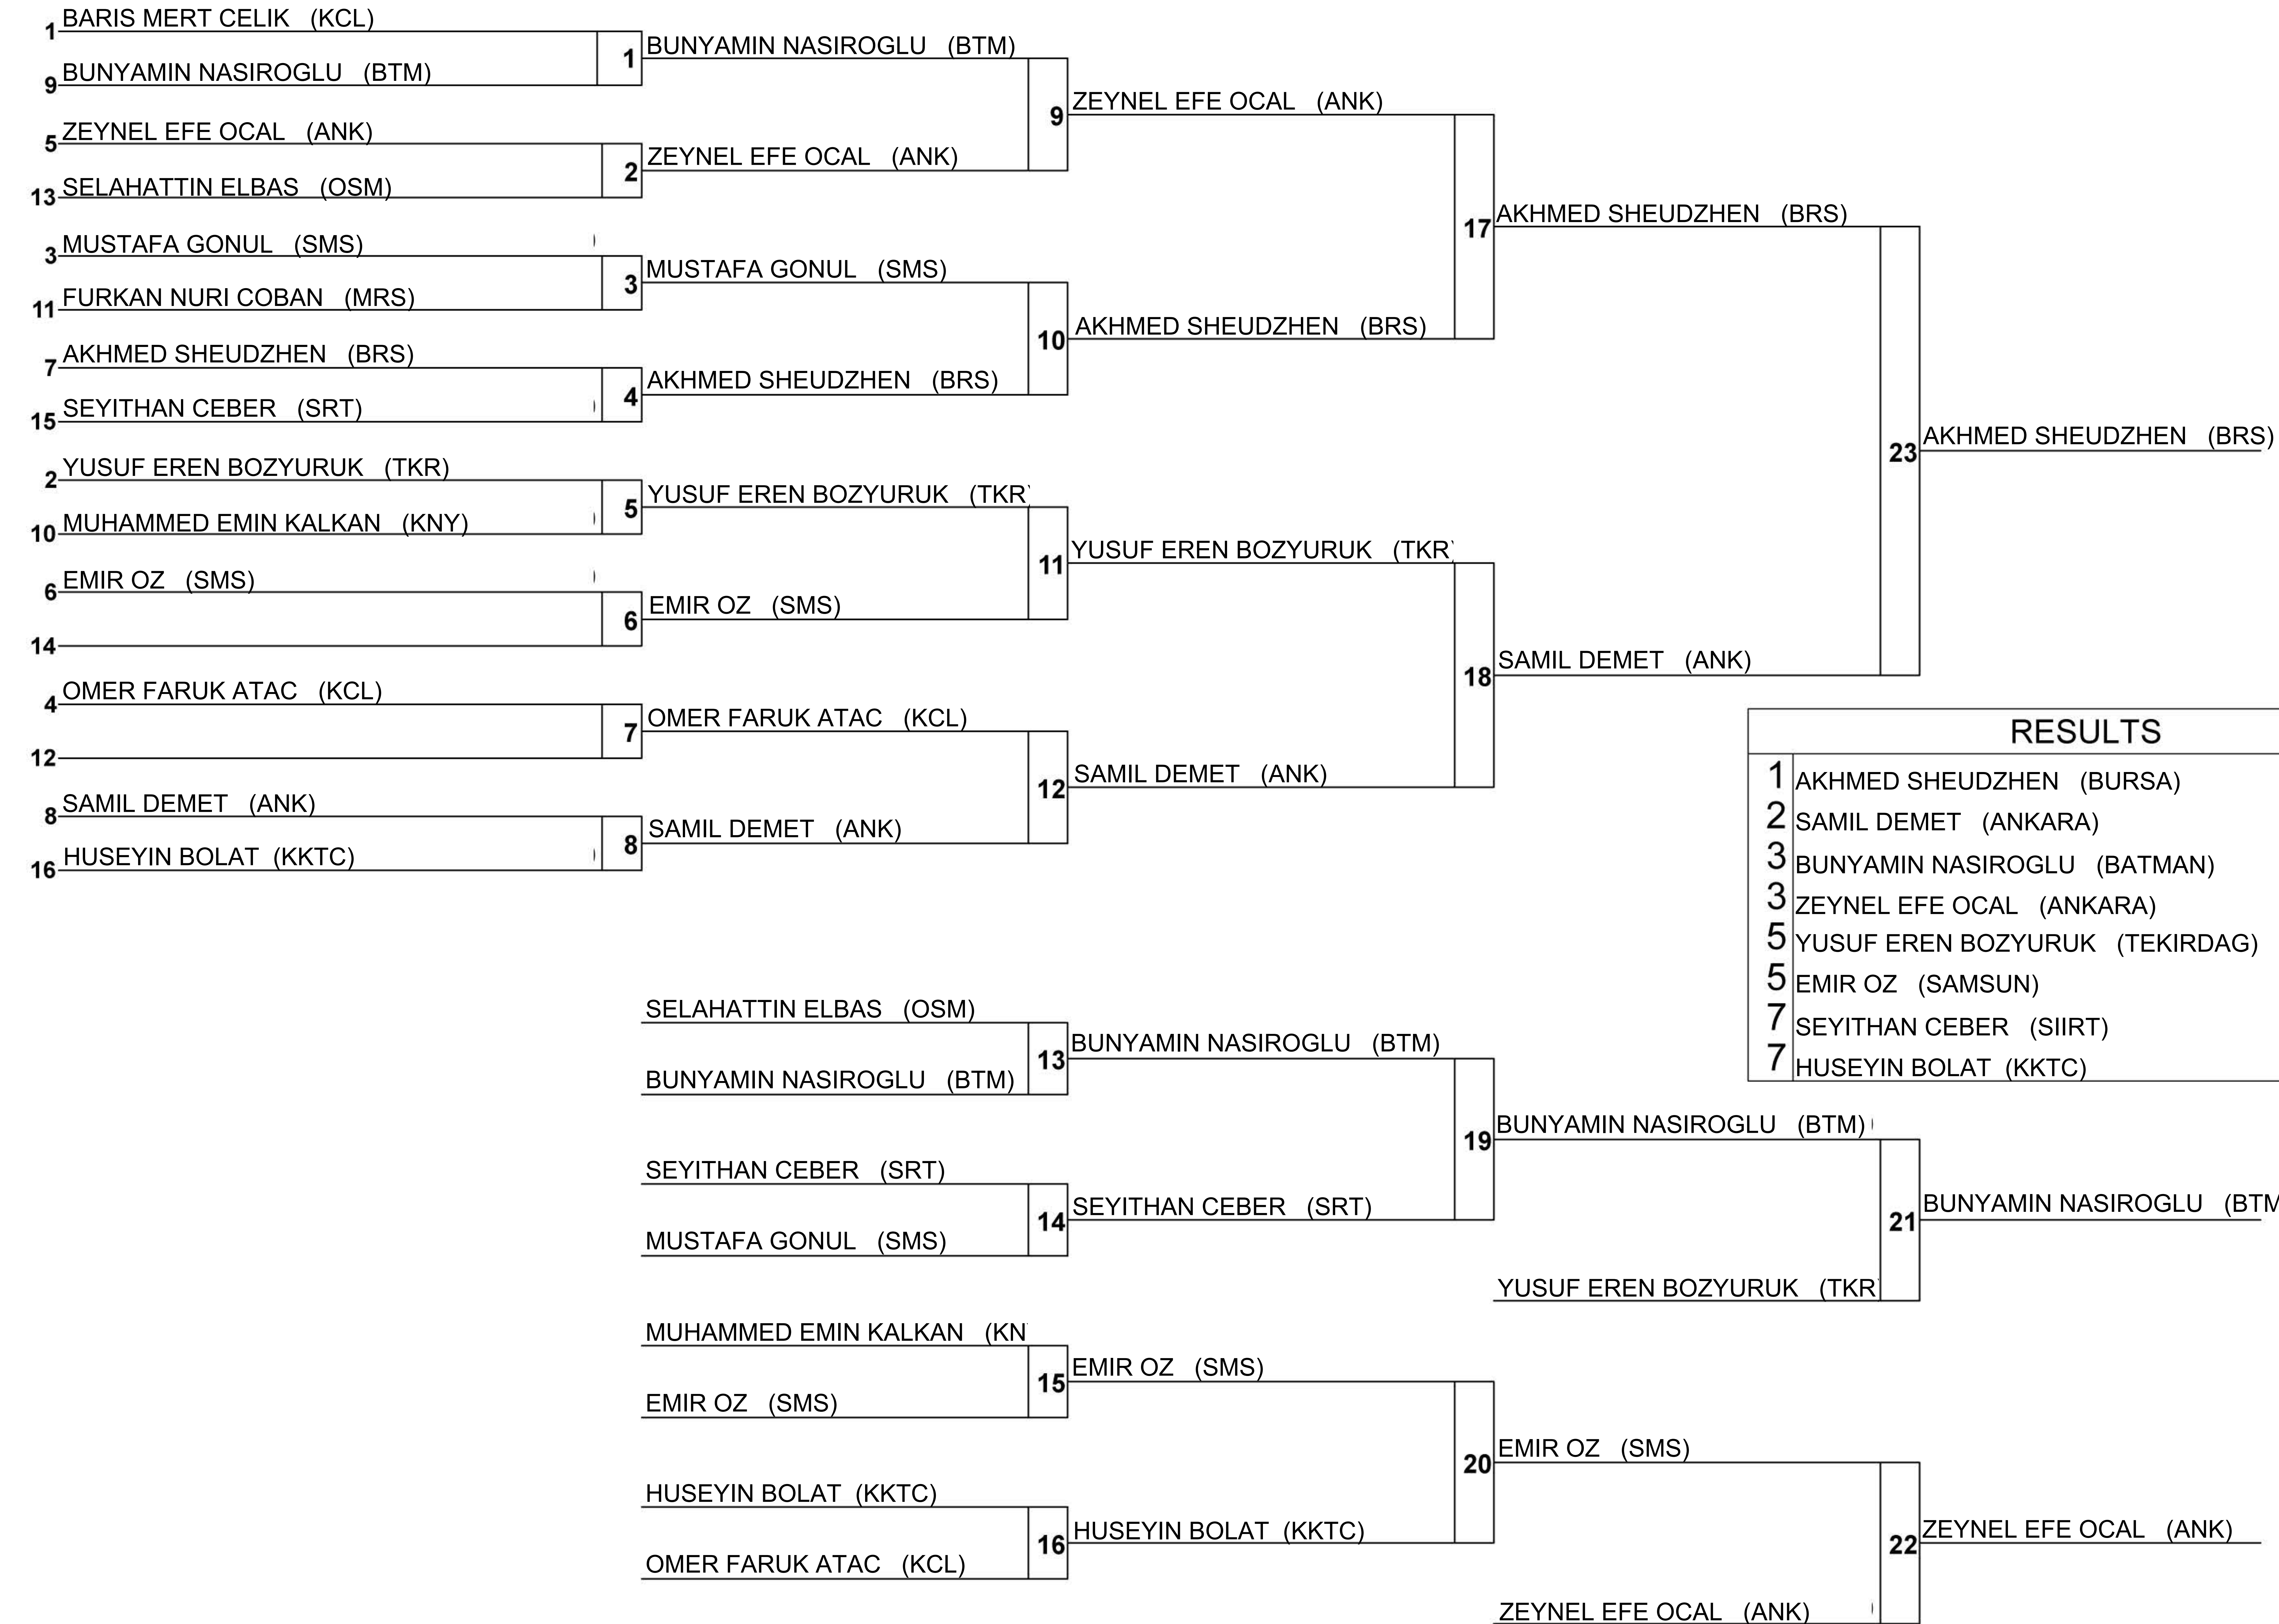 BARIS MERT CELIK (KCL)
1
BUNYAMIN NASIROGLU (BTM)
9
1
ZEYNEL EFE OCAL (ANK)
5
SELAHATTIN ELBAS (OSM)
13
2
MUSTAFA GONUL (SMS)
3
FURKAN NURI COBAN (MRS)
11
3
AKHMED SHEUDZHEN (BRS)
7
SEYITHAN CEBER (SRT)
15
4
YUSUF EREN BOZYURUK (TKR)
2
MUHAMMED EMIN KALKAN (KNY)
10
5
EMIR OZ (SMS)
6
14
6
OMER FARUK ATAC (KCL)
4
12
7
SAMIL DEMET (ANK)
8
HUSEYIN BOLAT (KKTC)
16
8
BUNYAMIN NASIROGLU (BTM)
ZEYNEL EFE OCAL (ANK)
9
MUSTAFA GONUL (SMS)
AKHMED SHEUDZHEN (BRS)
10
YUSUF EREN BOZYURUK (TKR)
EMIR OZ (SMS)
11
OMER FARUK ATAC (KCL)
SAMIL DEMET (ANK)
12
ZEYNEL EFE OCAL (ANK)
AKHMED SHEUDZHEN (BRS)
17
YUSUF EREN BOZYURUK (TKR)
SAMIL DEMET (ANK)
18
AKHMED SHEUDZHEN (BRS)
SAMIL DEMET (ANK)
23
AKHMED SHEUDZHEN (BRS)
RESULTS
1 AKHMED SHEUDZHEN (BURSA)
2 SAMIL DEMET (ANKARA)
3 BUNYAMIN NASIROGLU (BATMAN)
3 ZEYNEL EFE OCAL (ANKARA)
5 YUSUF EREN BOZYURUK (TEKIRDAG)
5 EMIR OZ (SAMSUN)
7 SEYITHAN CEBER (SIIRT)
7 HUSEYIN BOLAT (KKTC)
SELAHATTIN ELBAS (OSM)
BUNYAMIN NASIROGLU (BTM)
13
SEYITHAN CEBER (SRT)
MUSTAFA GONUL (SMS)
14
MUHAMMED EMIN KALKAN (KN
EMIR OZ (SMS)
15
HUSEYIN BOLAT (KKTC)
OMER FARUK ATAC (KCL)
16
BUNYAMIN NASIROGLU (BTM)
SEYITHAN CEBER (SRT)
19
EMIR OZ (SMS)
HUSEYIN BOLAT (KKTC)
20
BUNYAMIN NASIROGLU (BTM)
YUSUF EREN BOZYURUK (TKR
21
EMIR OZ (SMS)
ZEYNEL EFE OCAL (ANK)
22
BUNYAMIN NASIROGLU (BTM
ZEYNEL EFE OCAL (ANK)